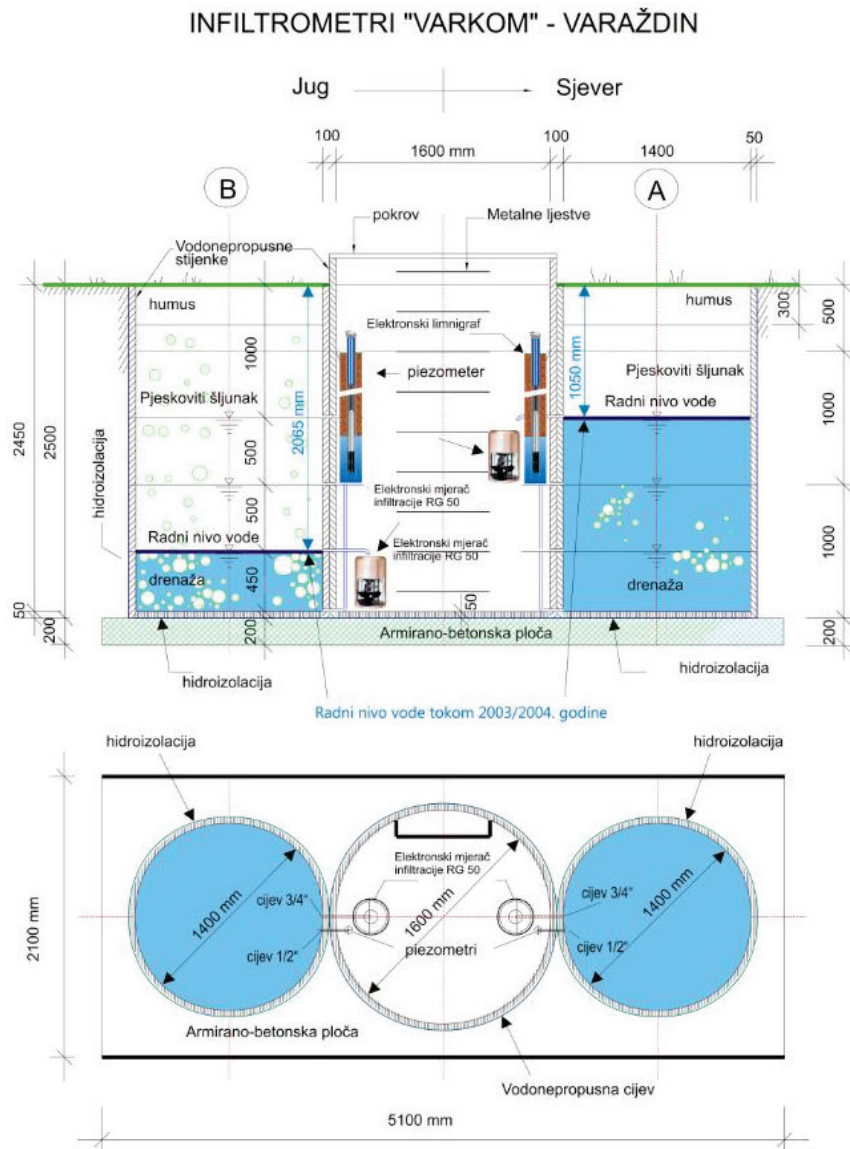 INFILTROMETRI "VARKOM" - VARAŽDIN
Jug
Sjever
100
1600 mm
100
1400
50
B
A
pokrov
Metalne ljestve
Vodonepropusne
stijenke
humus
humus
300
500
Elektronski limnigraf
1000
2065 mm
1050 mm
piezometer
Pjeskoviti šljunak
Pjeskoviti šljunak
Radni nivo vode
1000
2450
2500
500
hidroizolacija
Elektronski mjerač
infiltracije RG 50
500
Radni nivo vode
Elektronski mjerač
infiltracije RG 50
1000
drenaža
450
drenaža
50
50
200
200
Armirano-betonska ploča
200
hidroizolacija
hidroizolacija
Radni nivo vode tokom 2003/2004. godine
hidroizolacija
hidroizolacija
Elektronski mjerač
infiltracije RG 50
cijev 3/4"
cijev 3/4"
1400 mm
1600 mm
1400 mm
2100 mm
cijev 1/2"
piezometri
cijev 1/2"
Armirano-betonska ploča
Vodonepropusna cijev
5100 mm